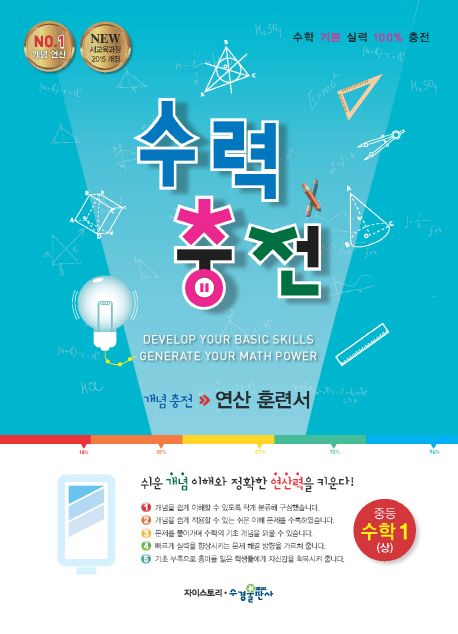 NO.1
개념 연산
NEW
새교육과정
2015 개정
수학 기본 실력 100% 충전
수력
충전
DEVELOP YOUR BASIC SKILLS
GENERATE YOUR MATH POWER
개념 충전 » 연산 훈련서
쉬운 개념 이해와 정확한 연산력을 키운다!
1 개념을 쉽게 이해할 수 있도록 작게 분류해 구성했습니다.
2 개념을 쉽게 적용할 수 있는 쉬운 이해 문제를 수록하였습니다.
3 문제를 풀어가며 수학의 기초 개념을 외울 수 있습니다.
4 빠르게 실력을 향상시키는 문제 해결 방향을 가르쳐 줍니다.
5 기초 부족으로 흥미를 잃은 학생들에게 자신감을 회복시켜 줍니다.
중등
수학 1
(상)
자이스토리 · 수경출판사